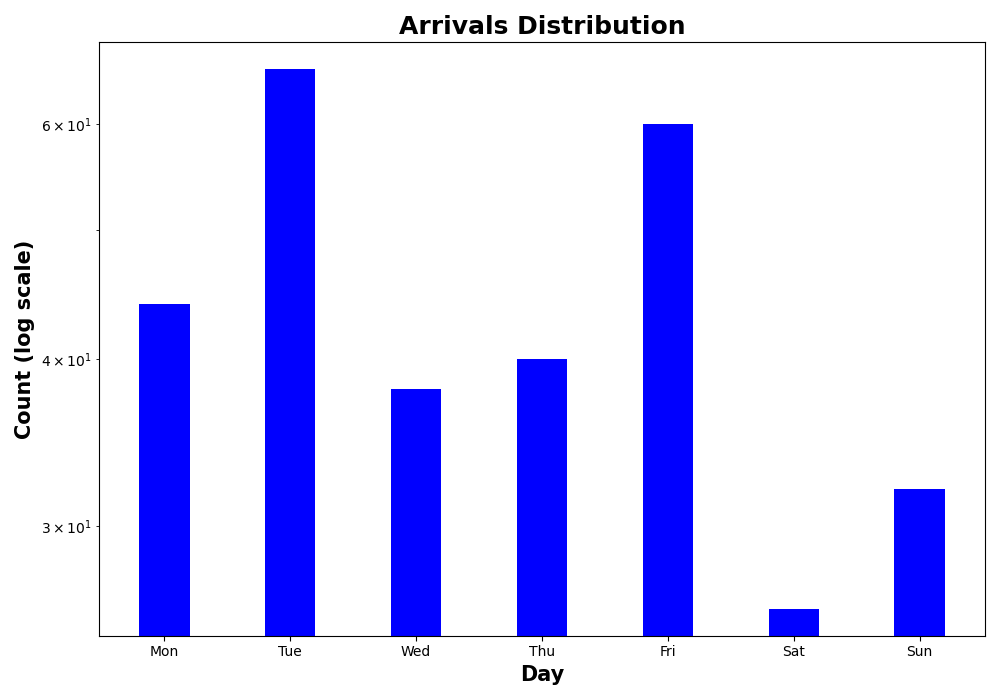 Arrivals Distribution
6 × 10¹
4 × 10¹
3 × 10¹
Count (log scale)
Mon Tue Wed Thu Fri Sat Sun
Day